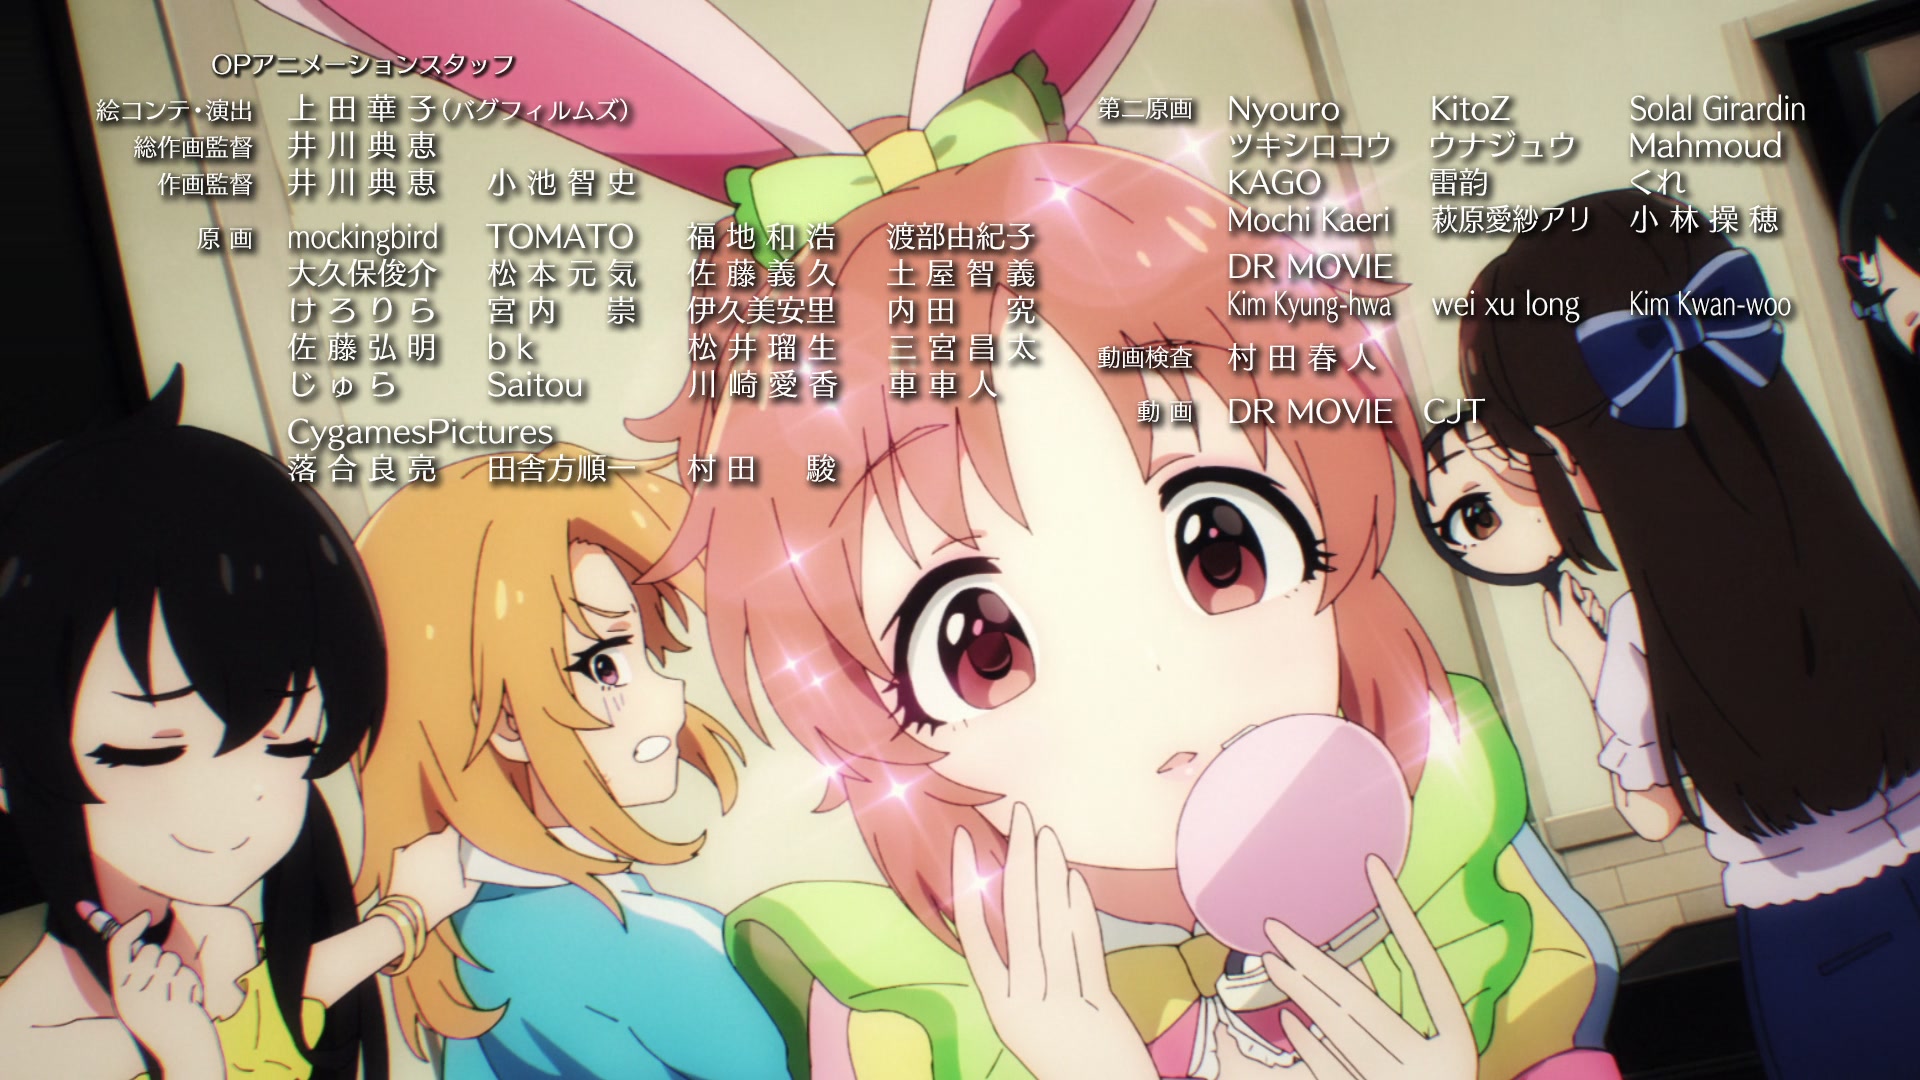 OPアニメーションスタッフ
絵コンテ・演出 上田華子(バグフィルムズ)
総作画監督 井川典恵
作画監督 井川典恵 小池智史
原画 mockingbird TOMATO 福地和浩 渡部由紀子
大久保俊介 松本元気 佐藤義久 土屋智義
けろりら 宮内崇 伊久美安里 内田究
佐藤弘明 bk 松井瑠生 三宮昌太
じゅら Saitou 川崎愛香 車車人
CygamesPictures
落合良亮 田舎方順一 村田駿
第二原画 Nyouro KitoZ Solal Girardin
ツキシロコウ ウナジュウ Mahmoud
KAGO 雷韵 くれ
Mochi Kaeri 萩原愛紗アリ 小林操穂
DR MOVIE
Kim Kyung-hwa wei xu long Kim Kwan-woo
動画検査 村田春人
動画 DR MOVIE CJT